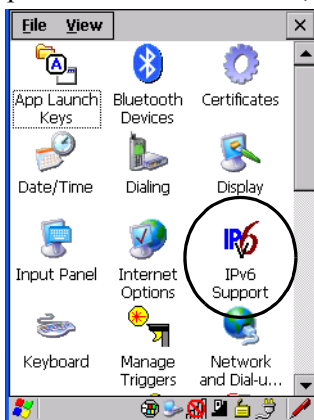 File View
App Launch Keys
Bluetooth Devices
Certificates
Date/Time
Dialing
Display
Input Panel
Internet Options
IPv6
IPv6 Support
Keyboard
Manage Triggers
Network and Dial-u...